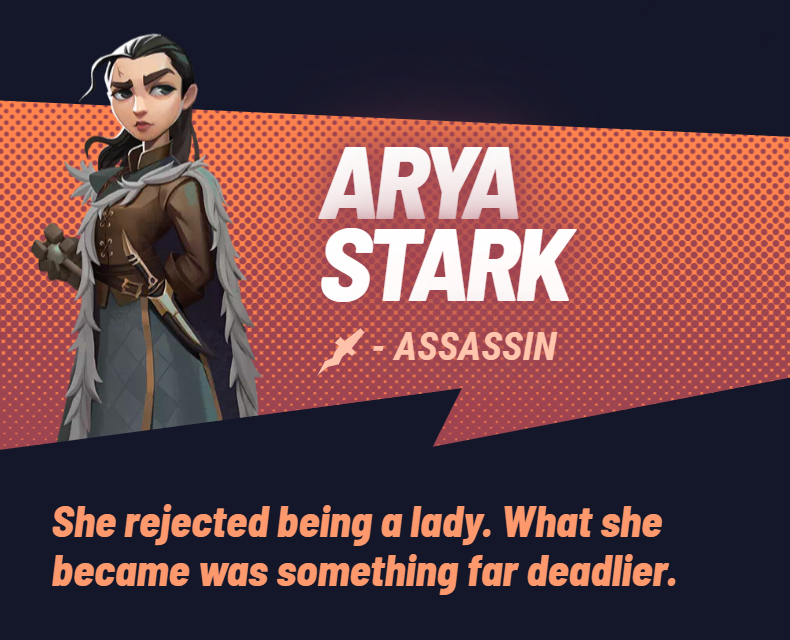 ARYA
STARK
- ASSASSIN
She rejected being a lady. What she
became was something far deadlier.